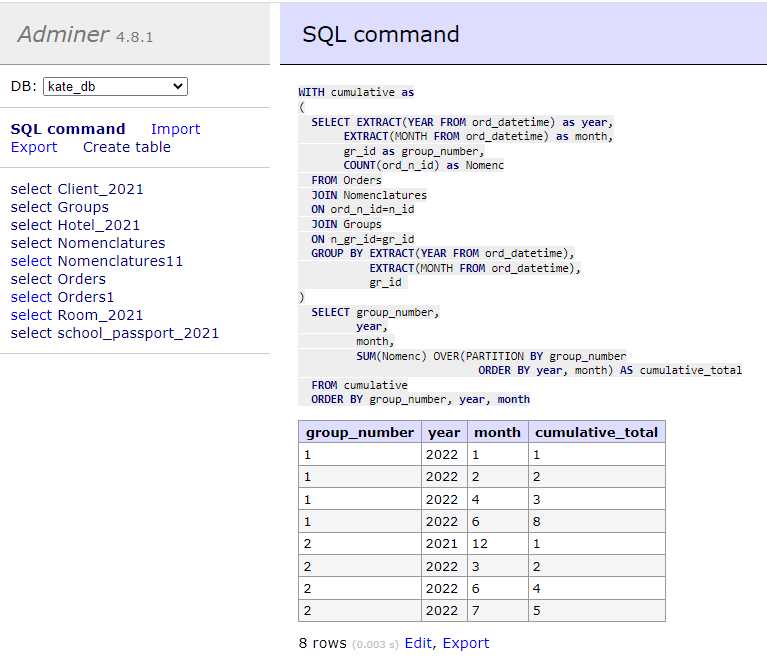 Adminer 4.8.1
DB: kate_db
SQL command Import
Export Create table
select Client_2021
select Groups
select Hotel_2021
select Nomenclatures
select Nomenclatures11
select Orders
select Orders1
select Room_2021
select school_passport_2021
SQL command
WITH cumulative as
(
SELECT EXTRACT(YEAR FROM ord_datetime) as year,
EXTRACT(MONTH FROM ord_datetime) as month,
gr_id as group_number,
COUNT(ord_n_id) as Nomenc
FROM Orders
JOIN Nomenclatures
ON ord_n_id=n_id
JOIN Groups
ON n_gr_id=gr_id
GROUP BY EXTRACT(YEAR FROM ord_datetime),
EXTRACT(MONTH FROM ord_datetime),
gr_id
)
SELECT group_number,
year,
month,
SUM(Nomenc) OVER(PARTITION BY group_number
ORDER BY year, month) AS cumulative_total
FROM cumulative
ORDER BY group_number, year, month
group_number year month cumulative_total
1 2022 1 1
1 2022 2 2
1 2022 4 3
1 2022 6 8
2 2021 12 1
2 2022 3 2
2 2022 6 4
2 2022 7 5
8 rows (0.003 s) Edit, Export